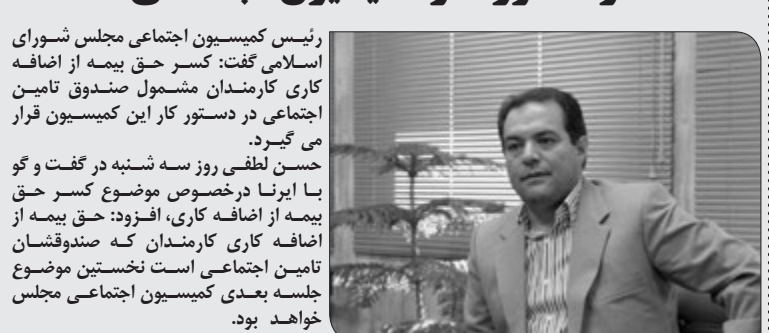 رئیس کمیسیون اجتماعی مجلس شورای
اسلامی گفت: کسر حق بیمه از اضافه
کاری کارمندان مشمول صندوق تامین
اجتماعی در دستور کار این کمیسیون قرار
می گیرد.
حسن لطفی روز سه شنبه در گفت و گو
با ایرنا درخصوص موضوع کسر حق
بیمه از اضافه کاری، افزود: حق بیمه از
اضافه کاری کارمندان که صندوقشان
تامین اجتماعی است نخستین موضوع
جلسه بعدی کمیسیون اجتماعی مجلس
خواهد بود.